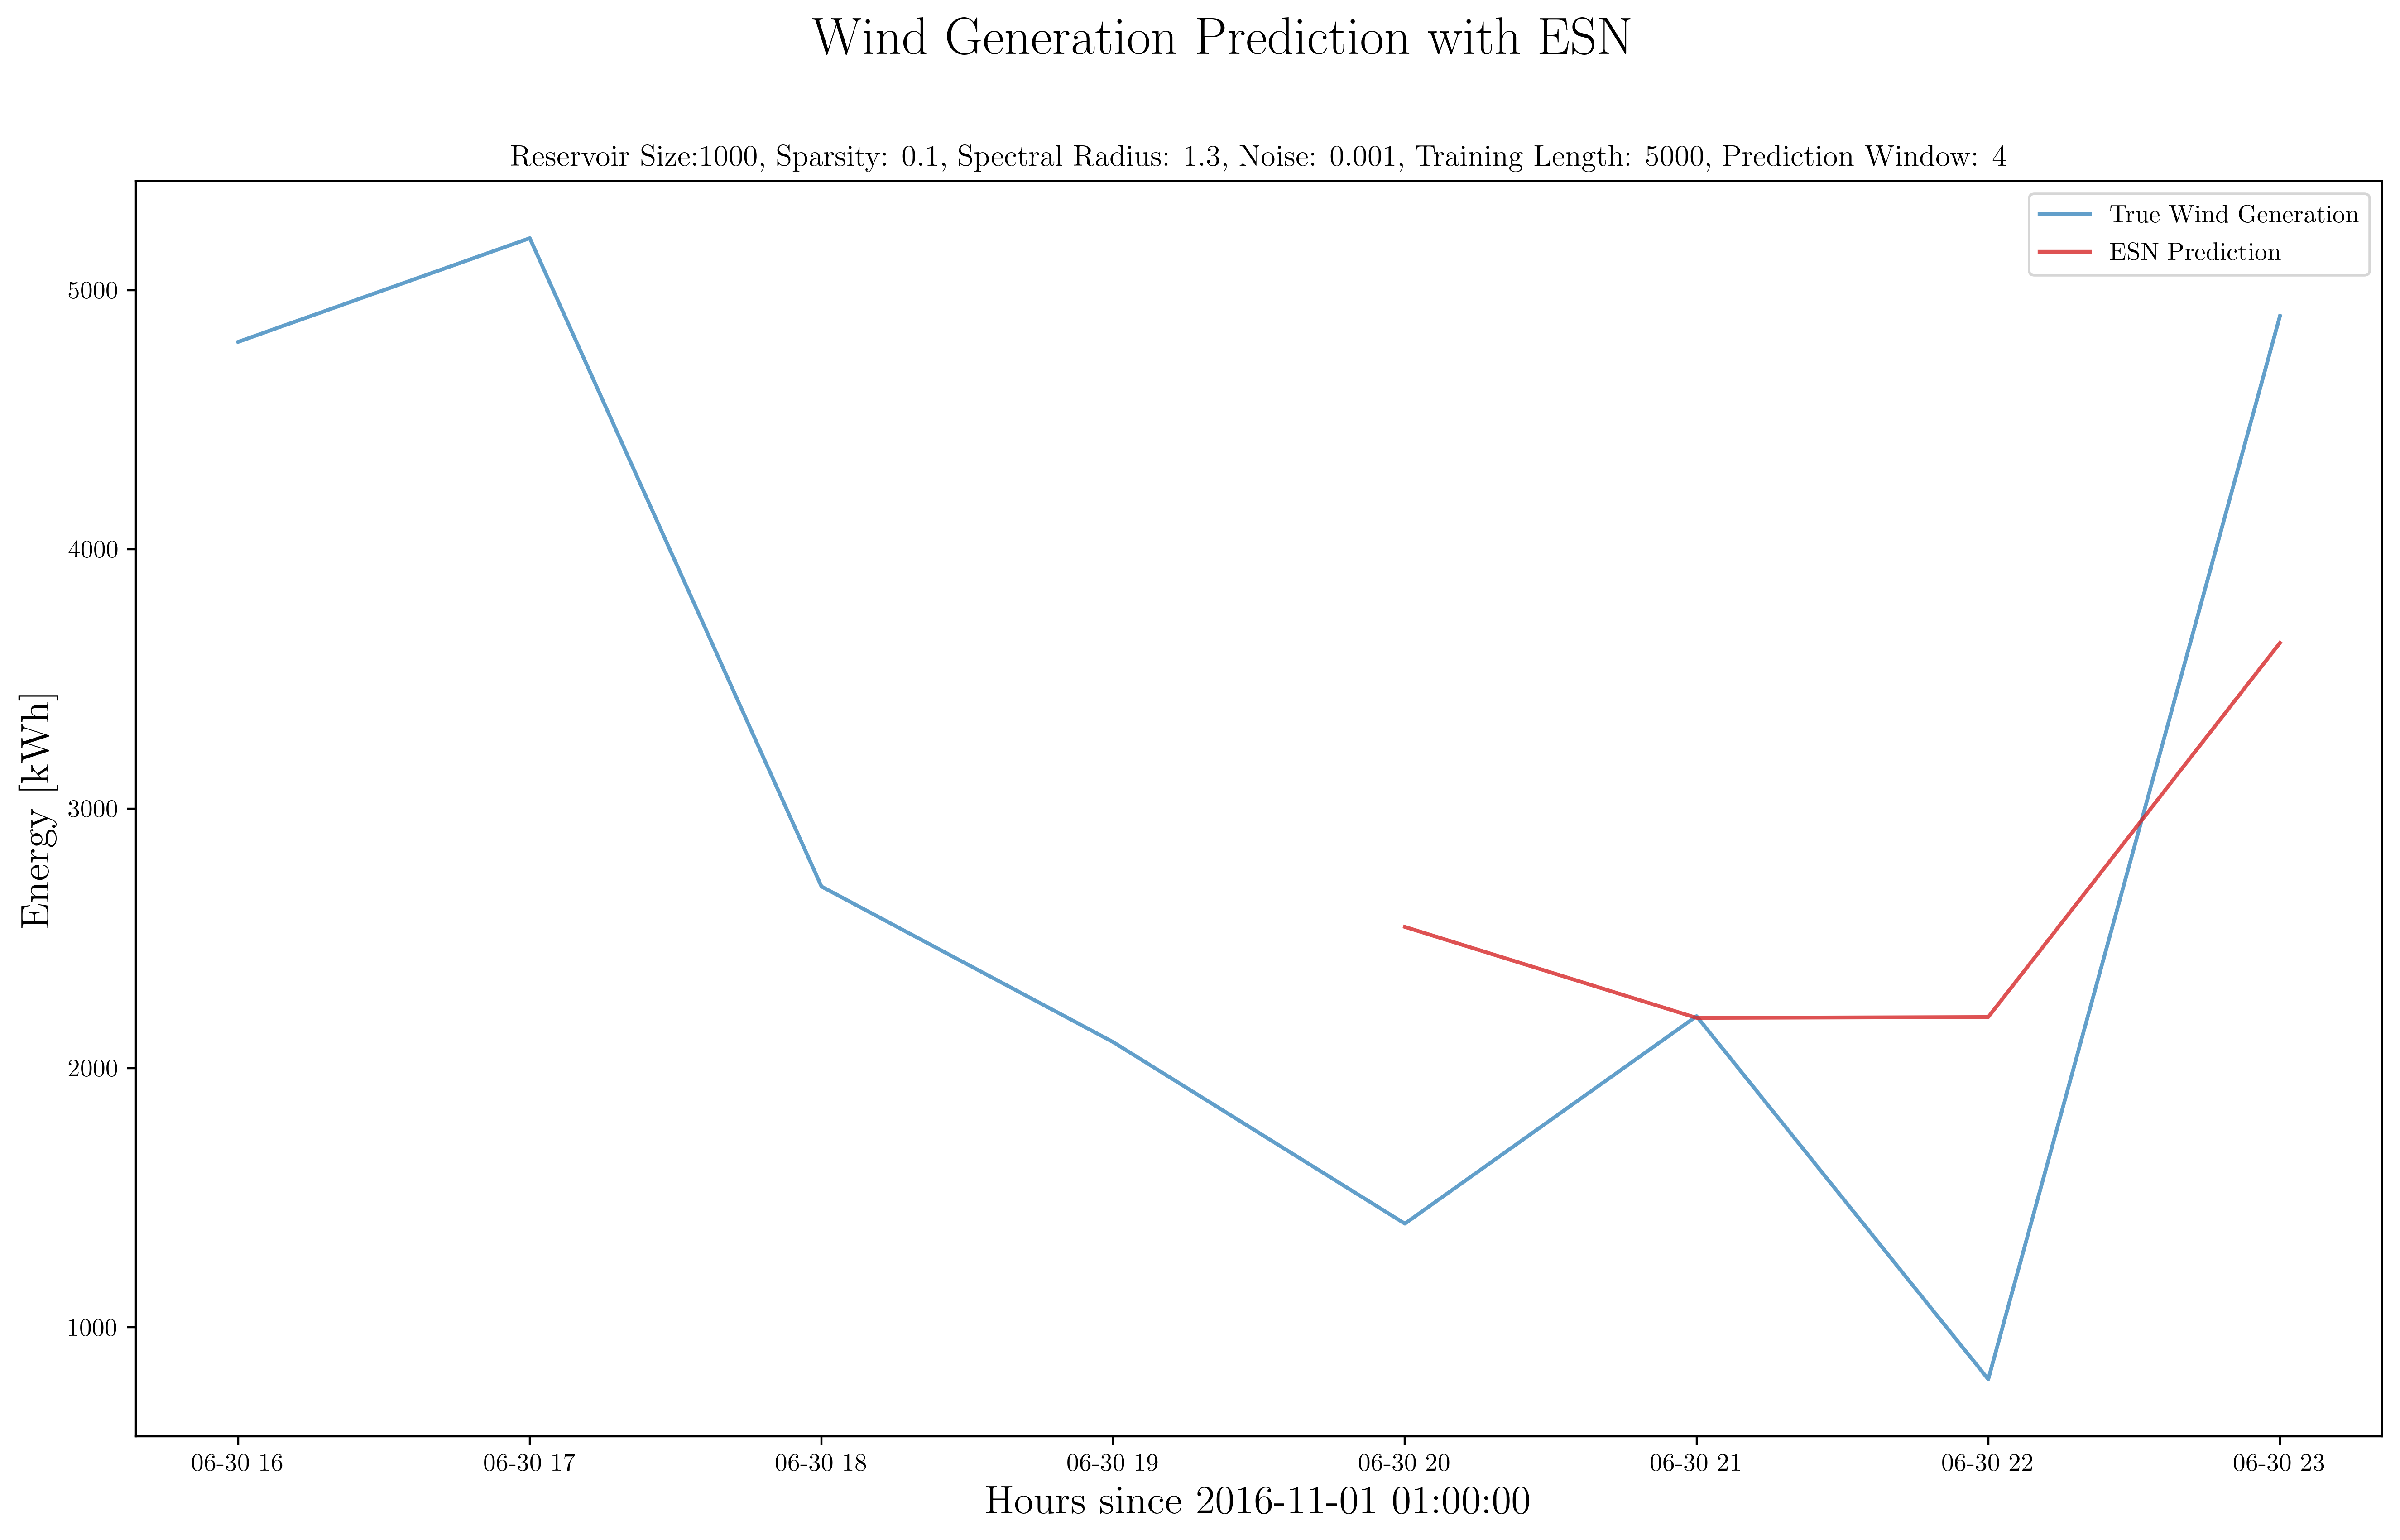 Wind Generation Prediction with ESN
Reservoir Size:1000, Sparsity: 0.1, Spectral Radius: 1.3, Noise: 0.001, Training Length: 5000, Prediction Window: 4
True Wind Generation
ESN Prediction
Energy [kWh]
5000
4000
3000
2000
1000
06-30 16 06-30 17 06-30 18 06-30 19 06-30 20 06-30 21 06-30 22 06-30 23
Hours since 2016-11-01 01:00:00